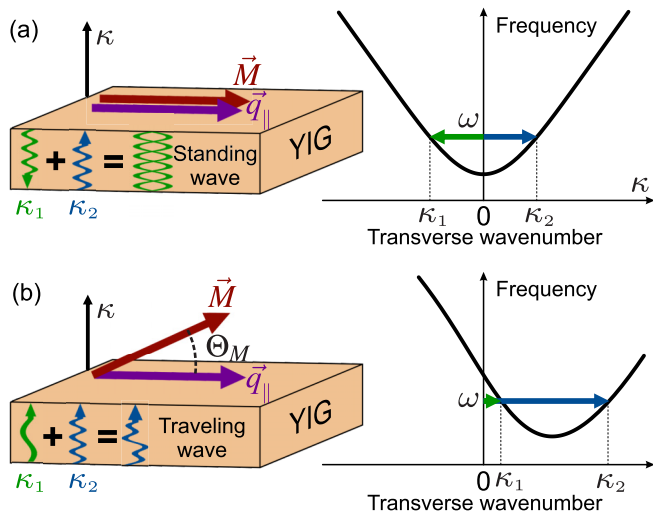 (a)
κ
M⃗
q⃗∥
YIG
+ = Standing wave
κ₁ κ₂
Frequency
ω
κ
κ₁ 0 κ₂
Transverse wavenumber
(b)
κ
M⃗
Θ_M
q⃗∥
YIG
+ = Traveling wave
κ₁ κ₂
Frequency
ω
0 κ₁ κ₂
κ
Transverse wavenumber